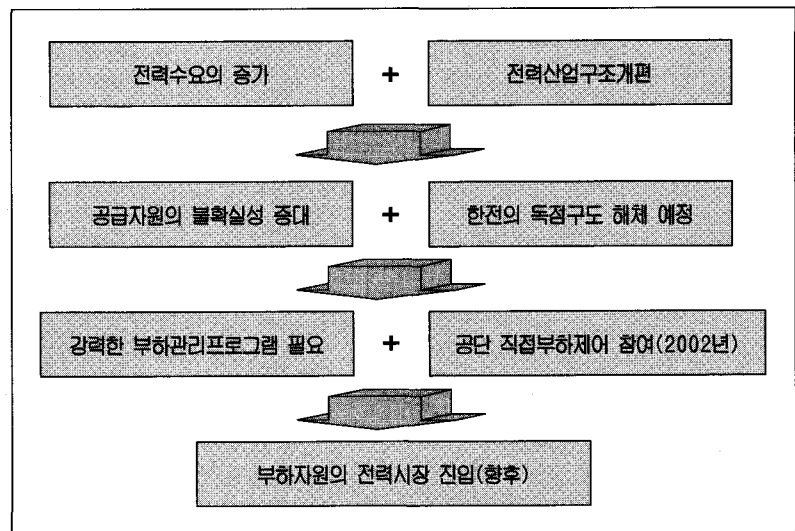 전력수요의 증가 + 전력산업구조개편
공급자원의 불확실성 증대 + 한전의 독점구도 해체 예정
강력한 부하관리프로그램 필요 + 공단 직접부하제어 참여(2002년)
부하자원의 전력시장 진입(향후)